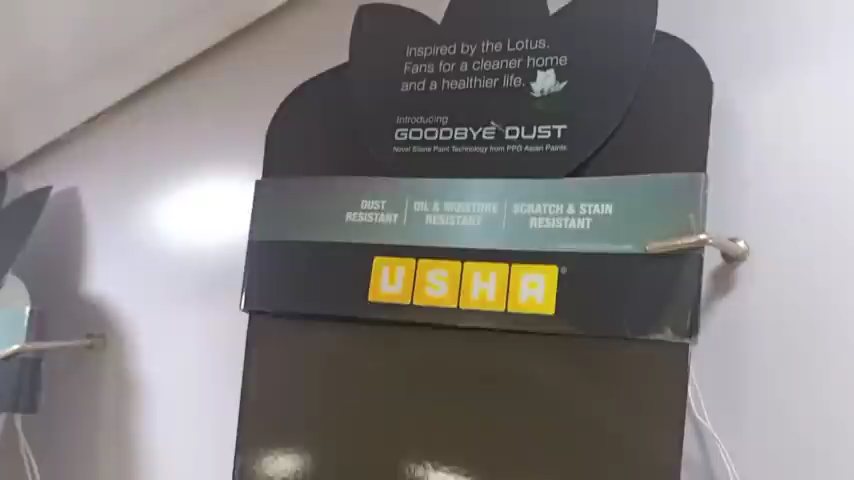 Inspired by the Lotus.
Fans for a cleaner home
and a healthier life.
Introducing
GOODBYE DUST
Novel Silane Paint Technology from PPG Asian Paints
DUST
RESISTANT
OIL & MOISTURE
RESISTANT
SCRATCH & STAIN
RESISTANT
USHA®